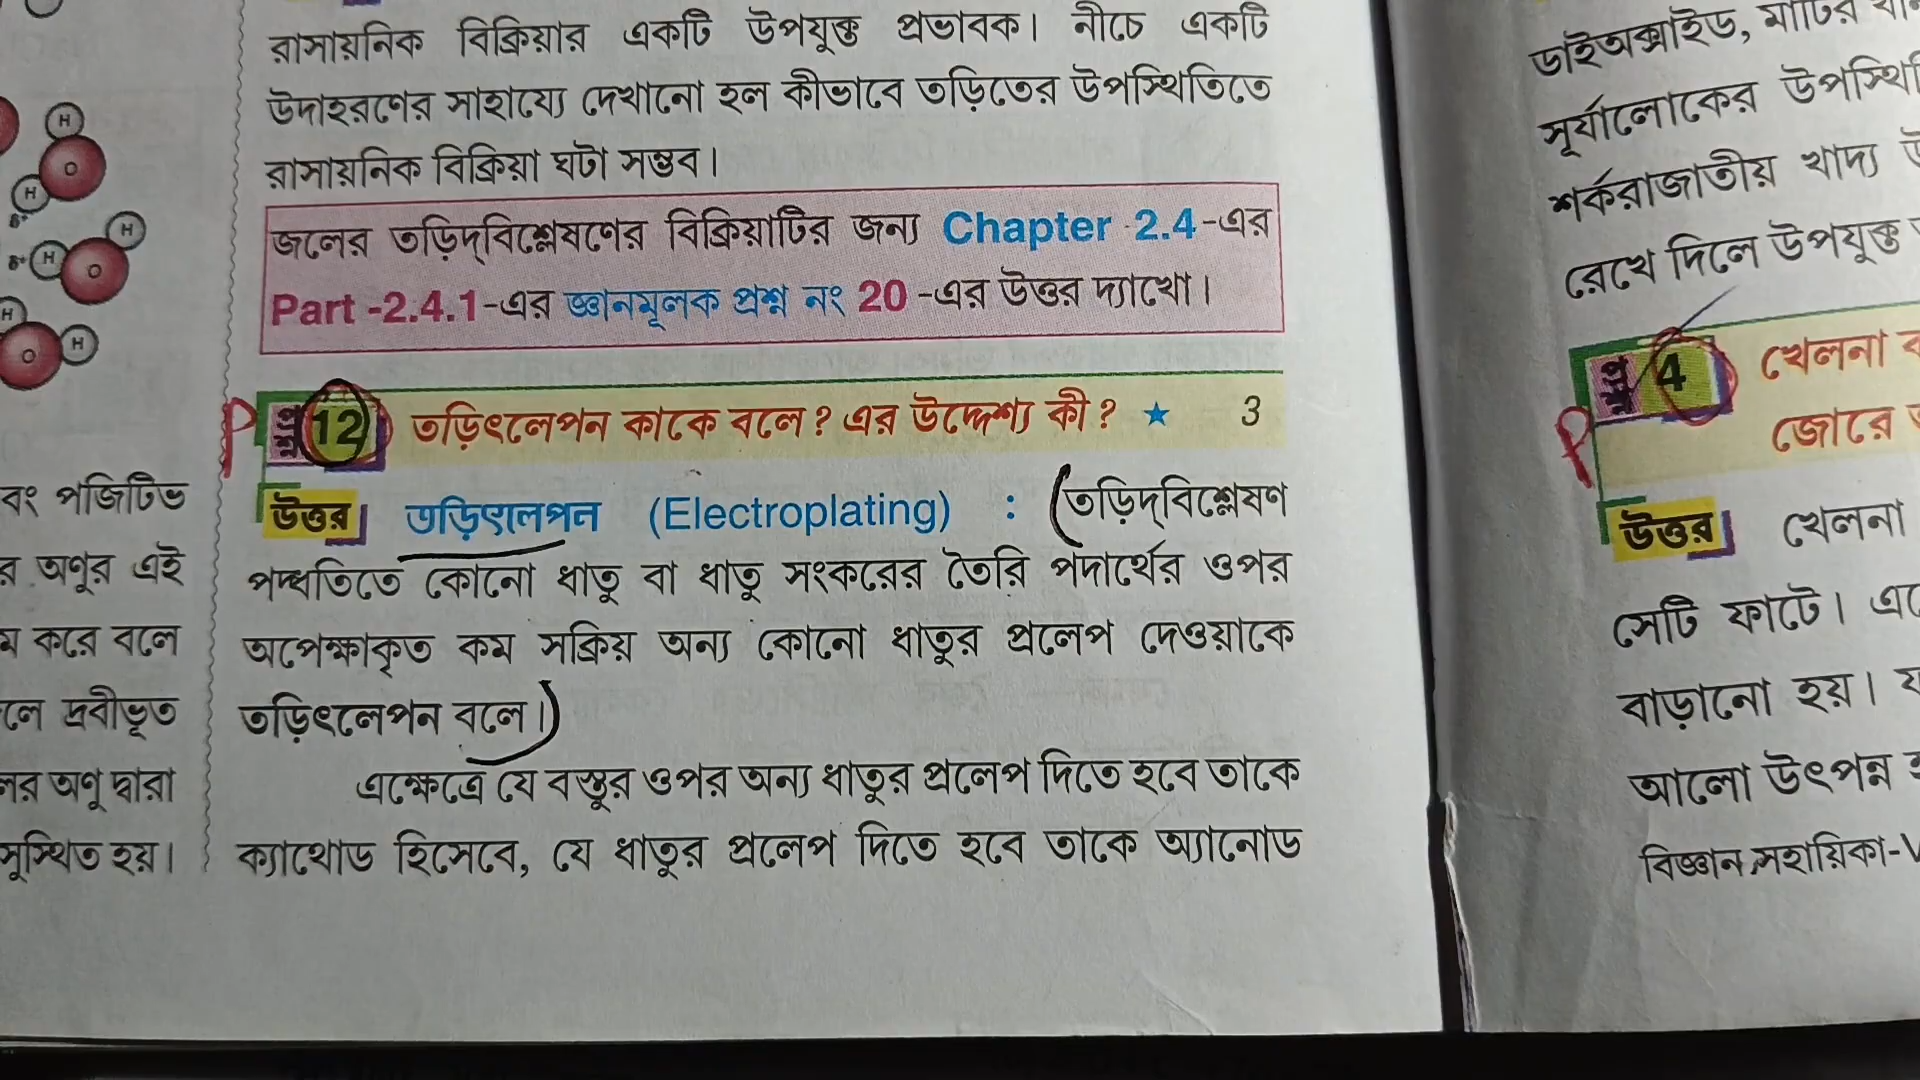 রাসায়নিক বিক্রিয়ার একটি উপযুক্ত প্রভাবক। নীচে একটি
উদাহরণের সাহায্যে দেখানো হল কীভাবে তড়িতের উপস্থিতিতে
রাসায়নিক বিক্রিয়া ঘটা সম্ভব।
জলের তড়িদ্‌বিশ্লেষণের বিক্রিয়াটির জন্য Chapter 2.4-এর
Part -2.4.1-এর জ্ঞানমূলক প্রশ্ন নং 20 -এর উত্তর দ্যাখো।
P প্রশ্ন 12 তড়িৎলেপন কাকে বলে? এর উদ্দেশ্য কী? ★ 3
উত্তর তড়িৎলেপন (Electroplating) : (তড়িদ্‌বিশ্লেষণ
পদ্ধতিতে কোনো ধাতু বা ধাতু সংকরের তৈরি পদার্থের ওপর
অপেক্ষাকৃত কম সক্রিয় অন্য কোনো ধাতুর প্রলেপ দেওয়াকে
তড়িৎলেপন বলে।)
এক্ষেত্রে যে বস্তুর ওপর অন্য ধাতুর প্রলেপ দিতে হবে তাকে
ক্যাথোড হিসেবে, যে ধাতুর প্রলেপ দিতে হবে তাকে অ্যানোড
H
O
H
δ+
H
δ+ H
O
H
O H
বং পজিটিভ
র অণুর এই
ম করে বলে
লে দ্রবীভূত
লর অণু দ্বারা
সুস্থিত হয়।
ডাইঅক্সাইড, মাটির
সূর্যালোকের
শর্করাজাতীয় খাদ্য
রেখে দিলে উপযুক্ত
P প্রশ্ন 4 খেলনা
জোরে
উত্তর খেলনা
সেটি ফাটে।
বাড়ানো হয়।
আলো উৎপন্ন
বিজ্ঞান সহায়িকা-V